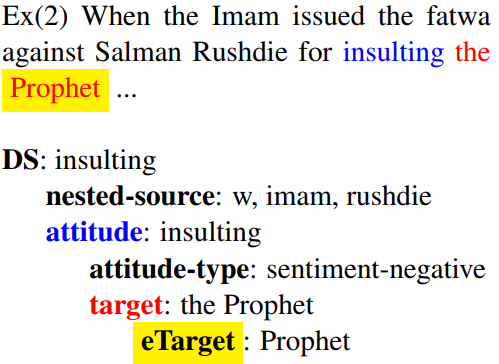 Ex(2) When the Imam issued the fatwa
against Salman Rushdie for insulting the
Prophet ...
DS: insulting
nested-source: w, imam, rushdie
attitude: insulting
attitude-type: sentiment-negative
target: the Prophet
eTarget : Prophet